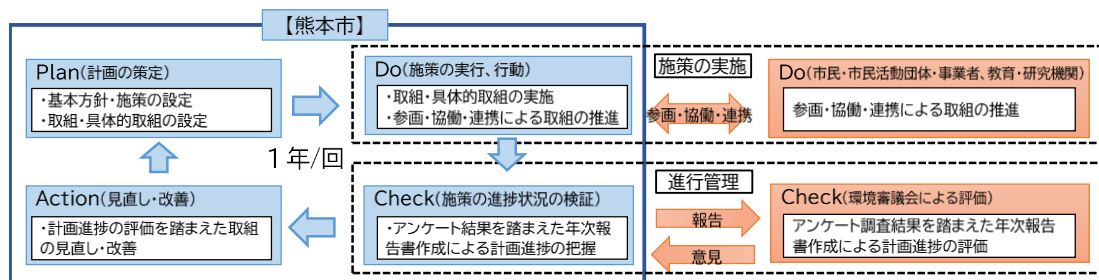 【熊本市】
Plan(計画の策定)
・基本方針・施策の設定
・取組・具体的取組の設定
Do(施策の実行、行動)
・取組・具体的取組の実施
・参画・協働・連携による取組の推進
施策の実施
参画・協働・連携
Do(市民・市民活動団体・事業者、教育・研究機関)
参画・協働・連携による取組の推進
1年/回
Action(見直し・改善)
・計画進捗の評価を踏まえた取組
の見直し・改善
Check(施策の進捗状況の検証)
・アンケート結果を踏まえた年次報
告書作成による計画進捗の把握
進行管理
報告
意見
Check(環境審議会による評価)
アンケート調査結果を踏まえた年次報告
書作成による計画進捗の評価